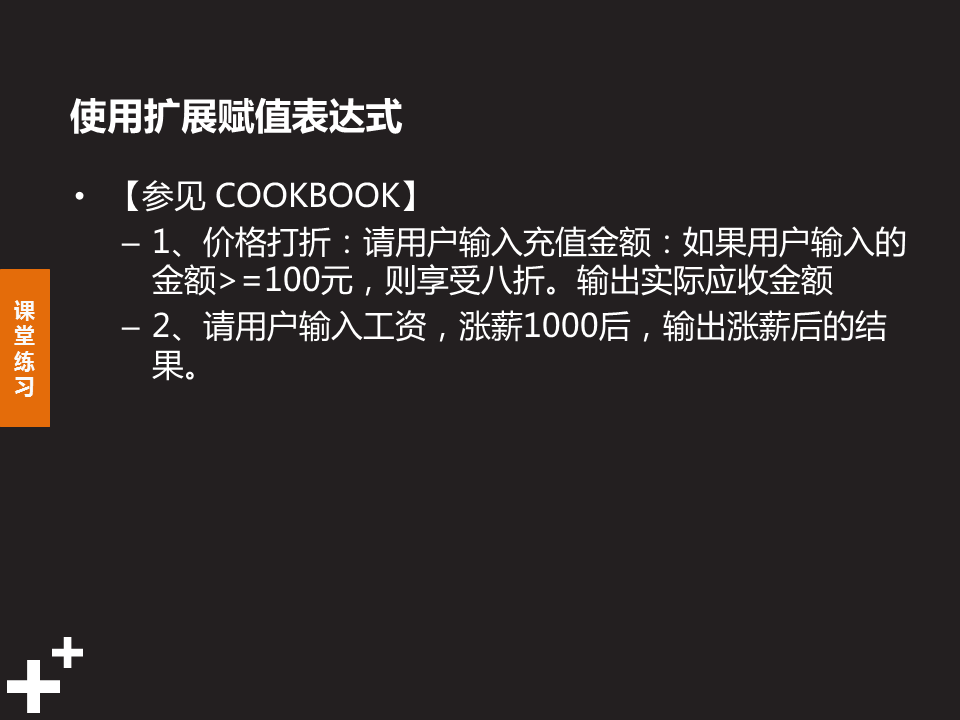 使用扩展赋值表达式
• 【参见 COOKBOOK】
– 1、价格打折：请用户输入充值金额：如果用户输入的
金额>=100元，则享受八折。输出实际应收金额
– 2、请用户输入工资，涨薪1000后，输出涨薪后的结
果。
课
堂
练
习